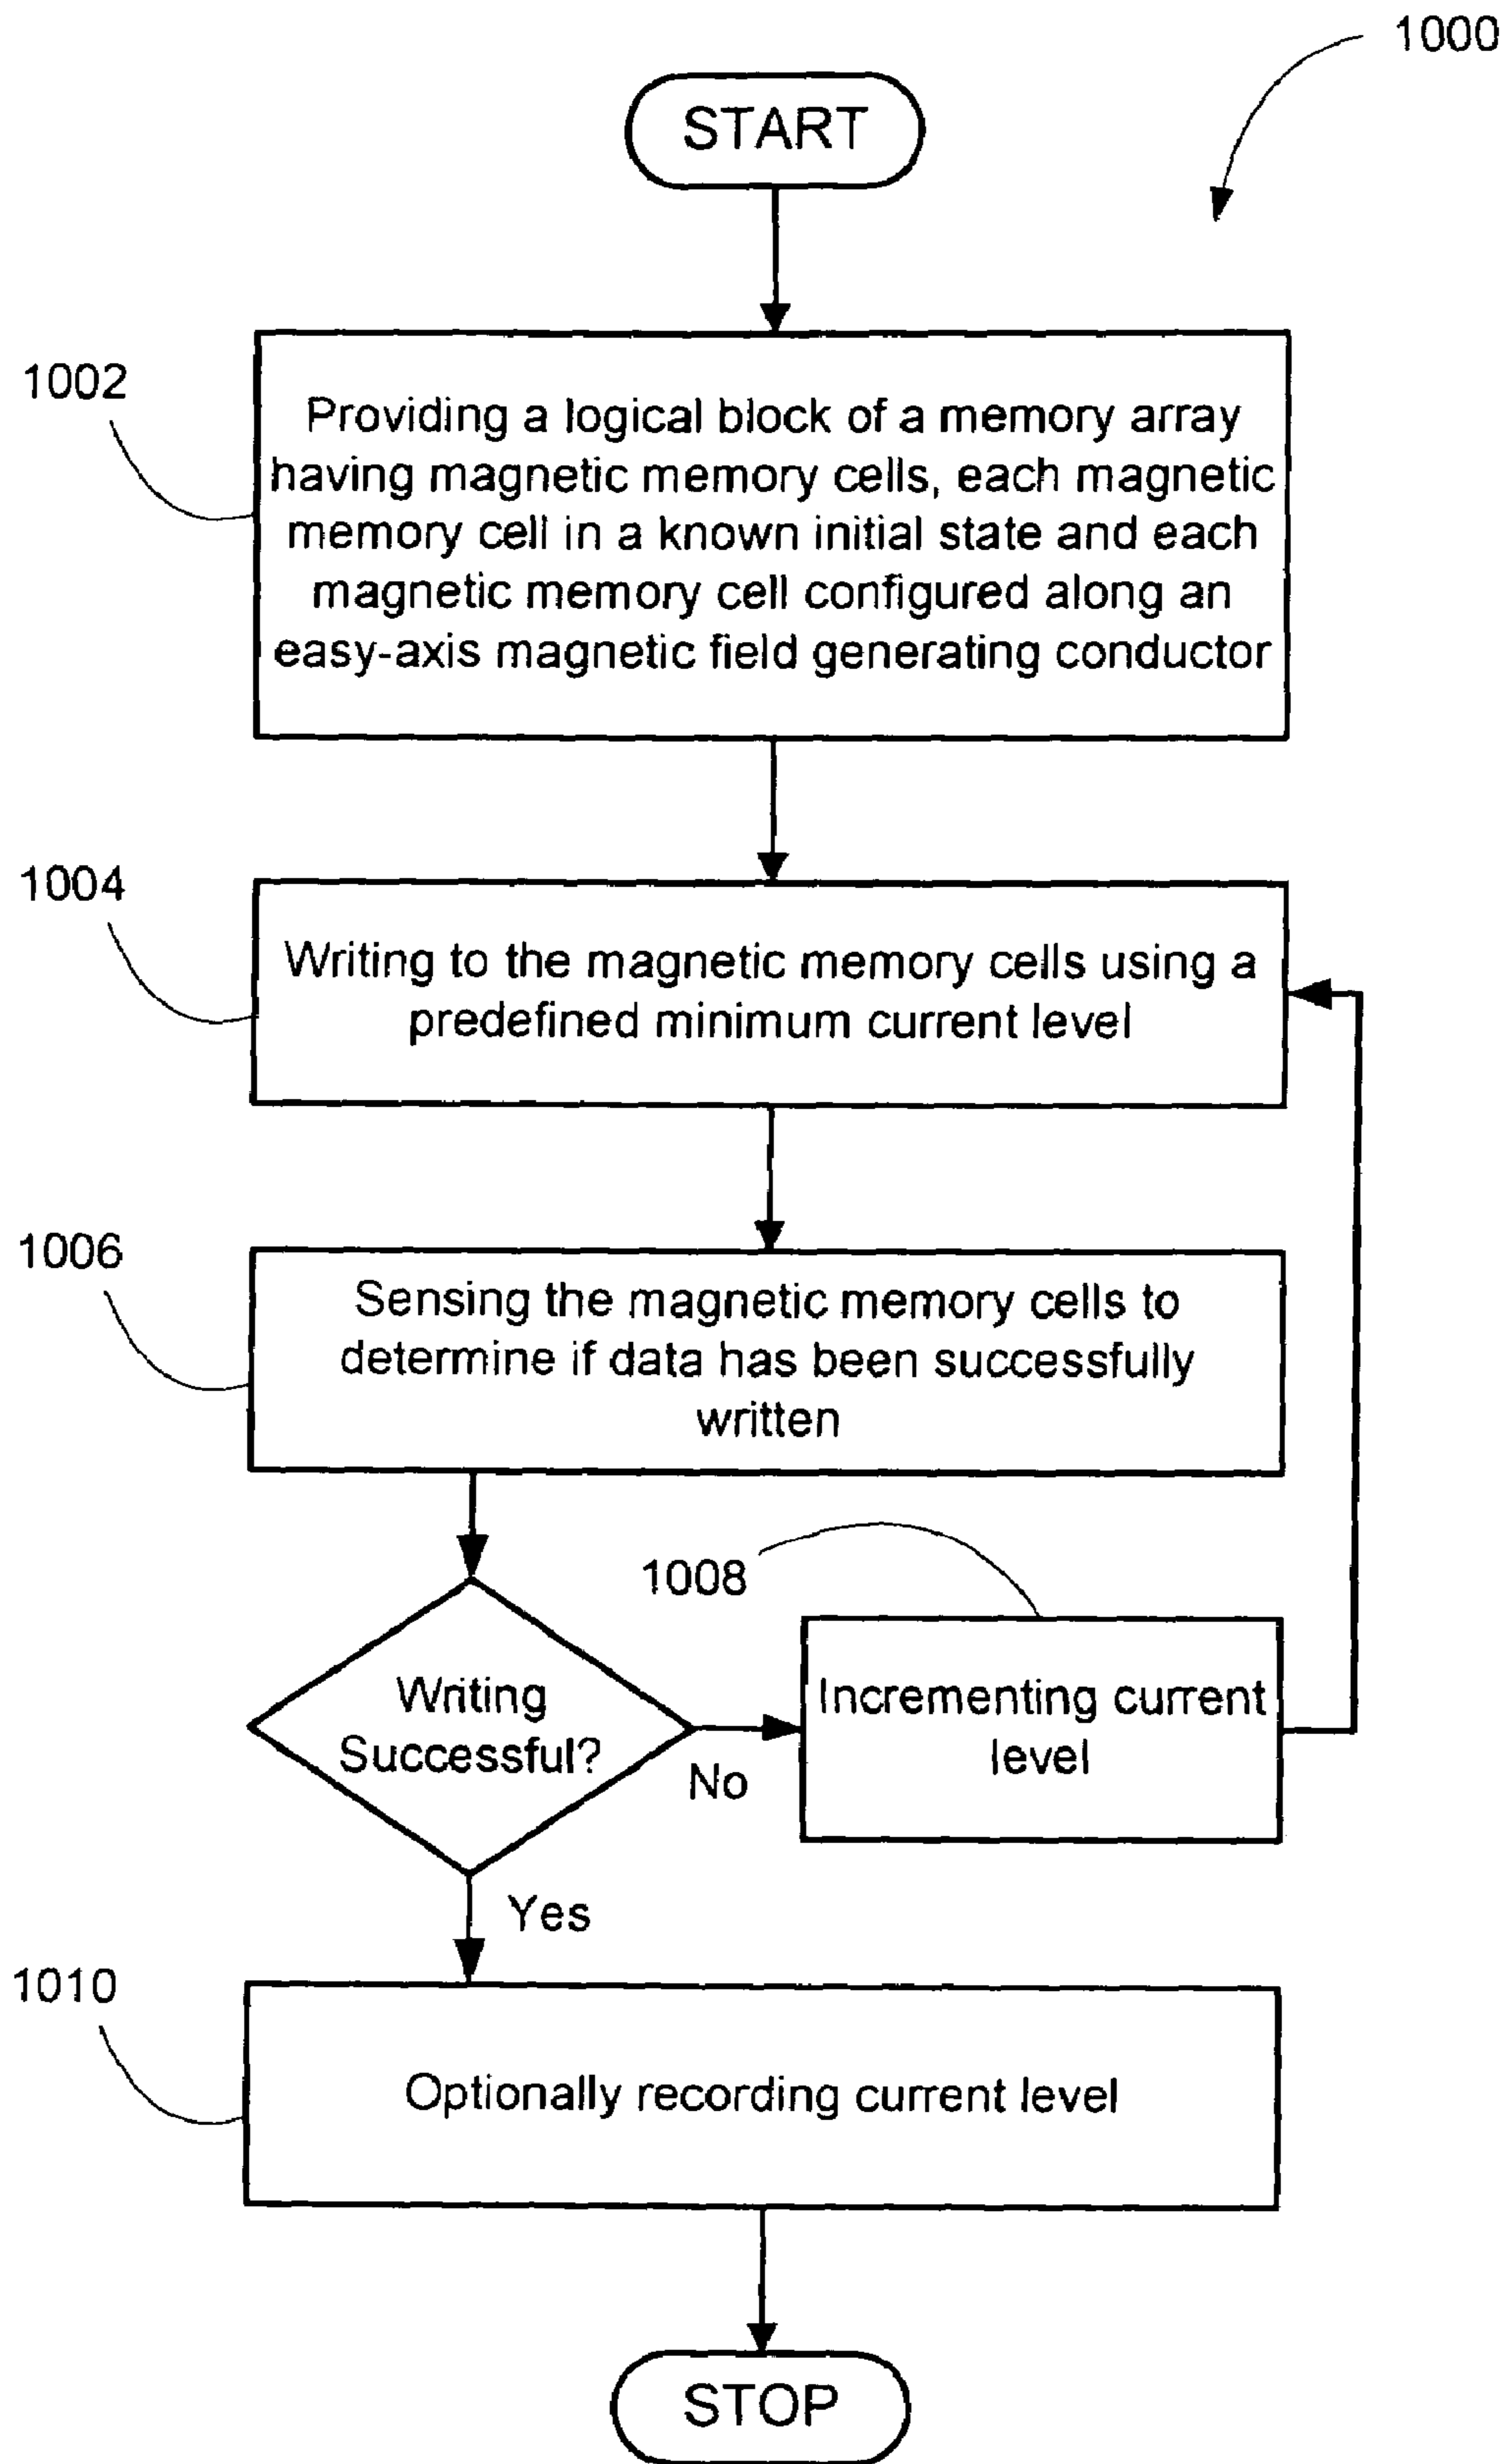 1000
START
1002
Providing a logical block of a memory array
having magnetic memory cells, each magnetic
memory cell in a known initial state and each
magnetic memory cell configured along an
easy-axis magnetic field generating conductor
1004
Writing to the magnetic memory cells using a
predefined minimum current level
1006
Sensing the magnetic memory cells to
determine if data has been successfully
written
1008
Writing
Successful?
No
Incrementing current
level
Yes
1010
Optionally recording current level
STOP